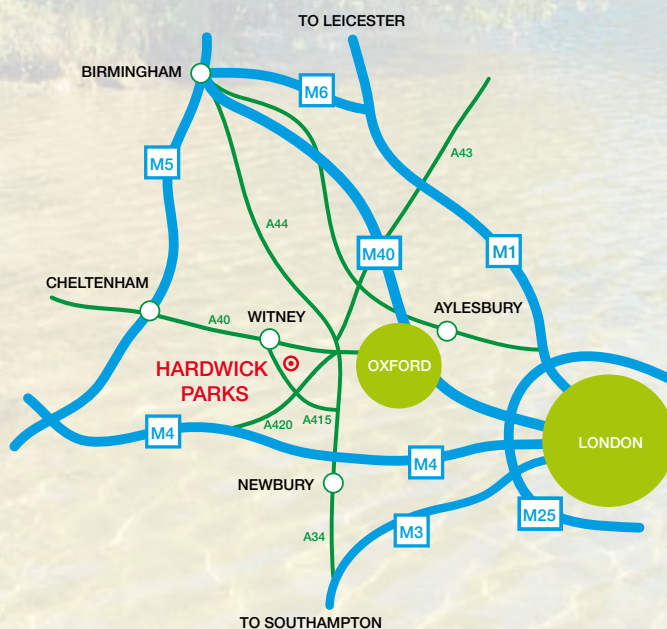 TO LEICESTER
BIRMINGHAM
M6
A43
M5
A44
M40
M1
CHELTENHAM
A40
WITNEY
AYLESBURY
HARDWICK
PARKS
OXFORD
M4
A420
A415
LONDON
M4
NEWBURY
M25
M3
A34
TO SOUTHAMPTON